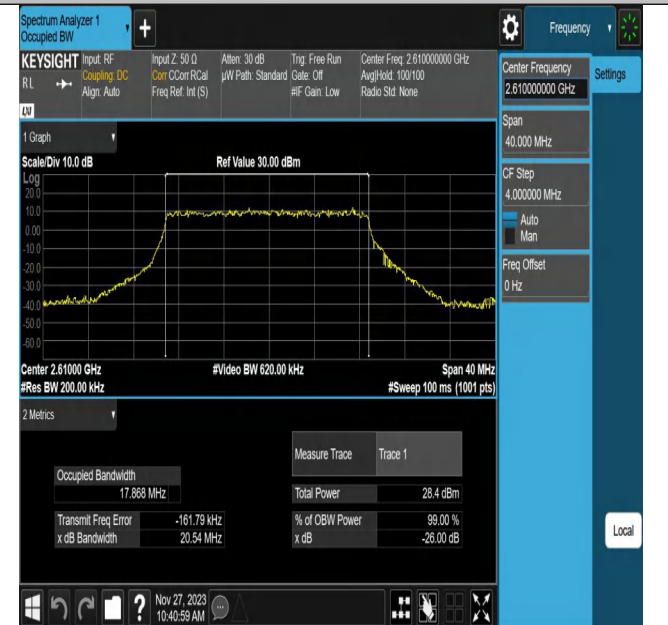 Spectrum Analyzer 1
Occupied BW
Frequency
KEYSIGHT
RL
LXI
Input: RF
Coupling: DC
Align: Auto
Input Z: 50 Ω
Corr CCorr RCal
Freq Ref: Int (S)
Atten: 30 dB
µW Path: Standard
Trig: Free Run
Gate: Off
#IF Gain: Low
Center Freq: 2.610000000 GHz
Avg|Hold: 100/100
Radio Std: None
Center Frequency
2.610000000 GHz
Settings
Span
40.000 MHz
CF Step
4.000000 MHz
Auto
Man
Freq Offset
0 Hz
Local
1 Graph
Scale/Div 10.0 dB
Ref Value 30.00 dBm
Log
20.0
10.0
0.00
-10.0
-20.0
-30.0
-40.0
-50.0
-60.0
Center 2.61000 GHz
#Video BW 620.00 kHz
Span 40 MHz
#Res BW 200.00 kHz
#Sweep 100 ms (1001 pts)
2 Metrics
Measure Trace
Trace 1
Occupied Bandwidth
17.868 MHz
Total Power
28.4 dBm
Transmit Freq Error
-161.79 kHz
% of OBW Power
99.00 %
x dB Bandwidth
20.54 MHz
x dB
-26.00 dB
?
Nov 27, 2023
10:40:59 AM